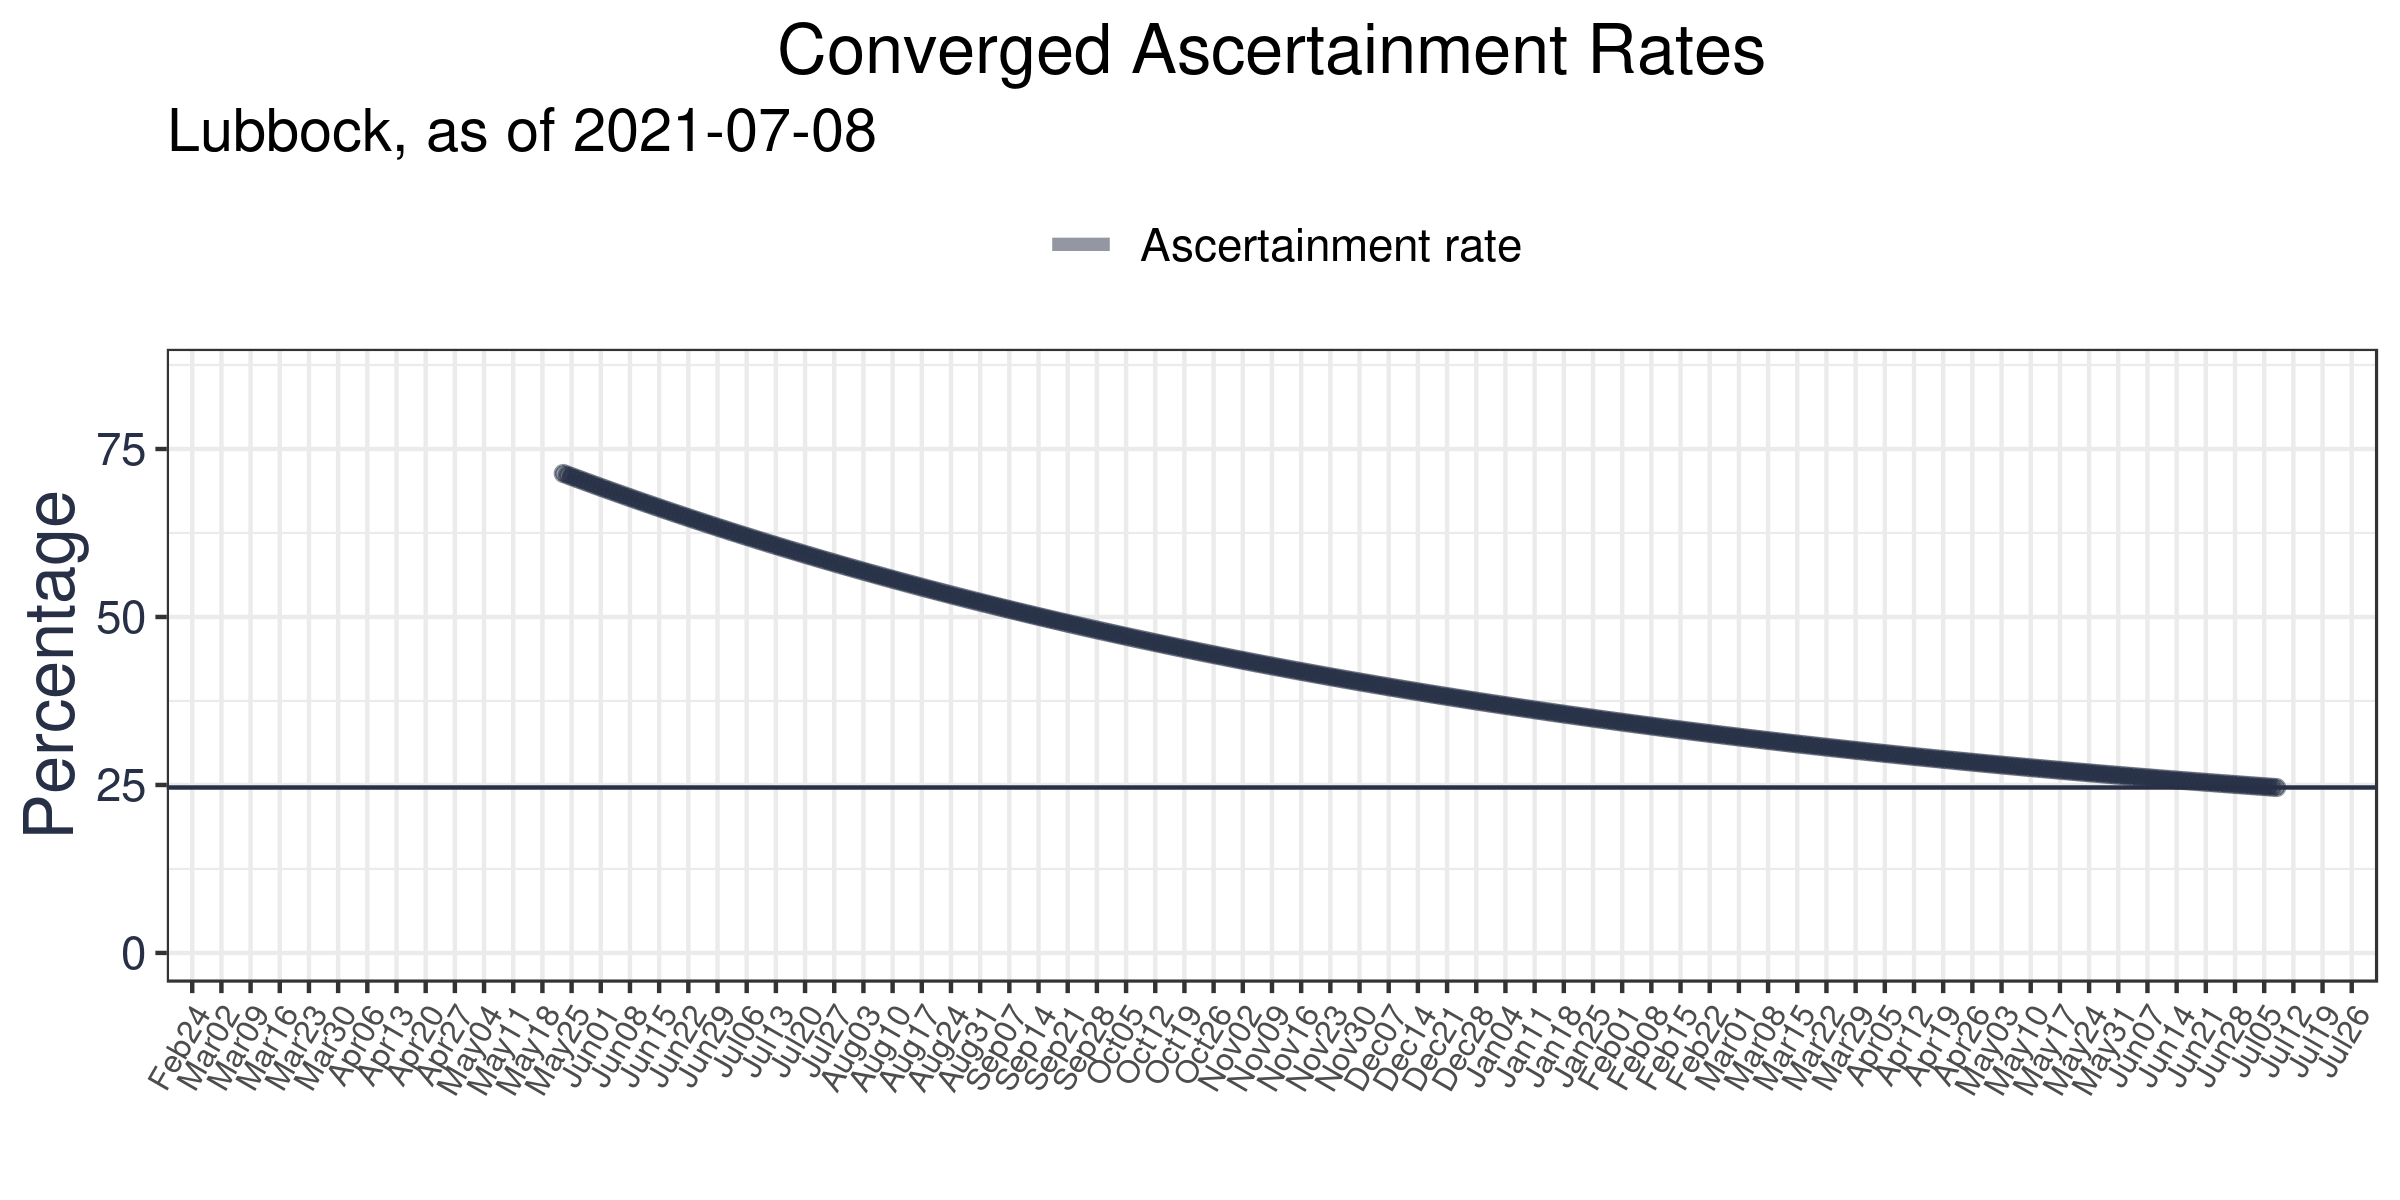 Converged Ascertainment Rates
Lubbock, as of 2021-07-08
Ascertainment rate
Percentage
75
50
25
0
Feb24
Mar02
Mar09
Mar16
Mar23
Mar30
Apr06
Apr13
Apr20
Apr27
May04
May11
May18
May25
Jun01
Jun08
Jun15
Jun22
Jun29
Jul06
Jul13
Jul20
Jul27
Aug03
Aug10
Aug17
Aug24
Aug31
Sep07
Sep14
Sep21
Sep28
Oct05
Oct12
Oct19
Oct26
Nov02
Nov09
Nov16
Nov23
Nov30
Dec07
Dec14
Dec21
Dec28
Jan04
Jan11
Jan18
Jan25
Feb01
Feb08
Feb15
Feb22
Mar01
Mar08
Mar15
Mar22
Mar29
Apr05
Apr12
Apr19
Apr26
May03
May10
May17
May24
May31
Jun07
Jun14
Jun21
Jun28
Jul05
Jul12
Jul19
Jul26